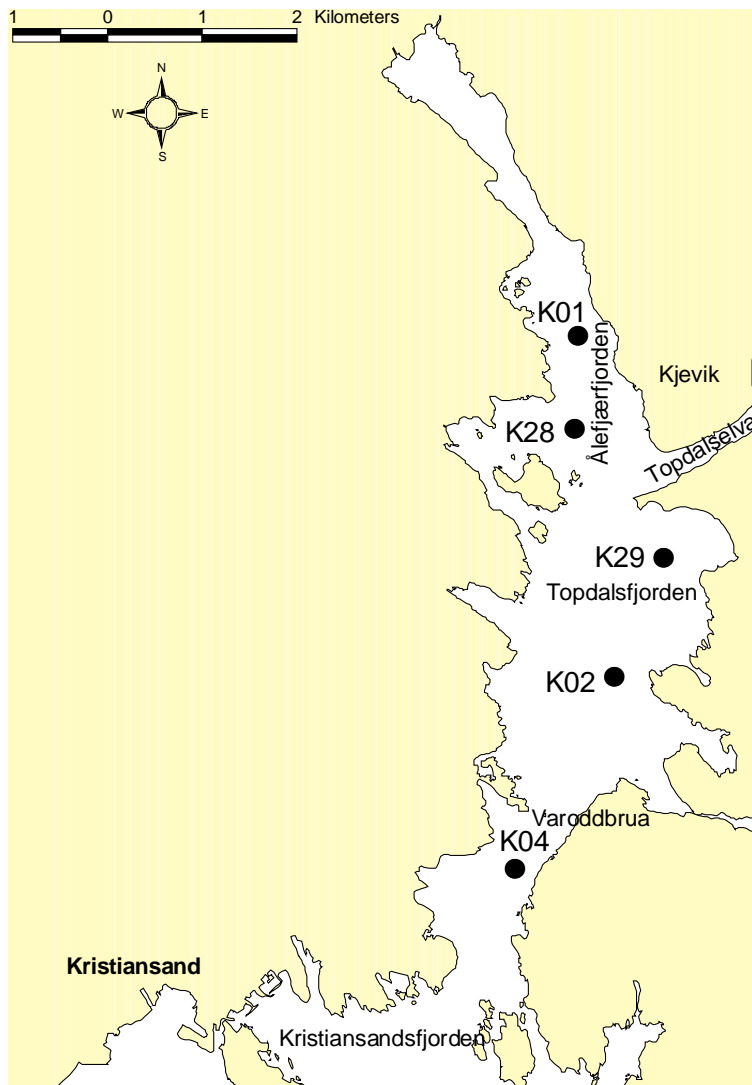 1 0 1 2 Kilometers
N
W E
S
K01
Ålefjærfjorden
Kjevik
K28
Topdalselva
K29
Topdalsfjorden
K02
Varoddbrua
K04
Kristiansand
Kristiansandsfjorden